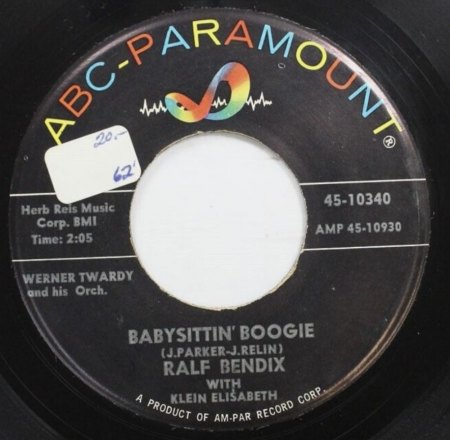 ABC-PARAMOUNT
®
20.-
62'
Herb Reis Music
Corp. BMI
Time: 2:05
45-10340
AMP 45-10930
WERNER TWARDY
and his Orch.
BABYSITTIN' BOOGIE
(J.PARKER-J.RELIN)
RALF BENDIX
WITH
KLEIN ELISABETH
A PRODUCT OF AM-PAR RECORD CORP.